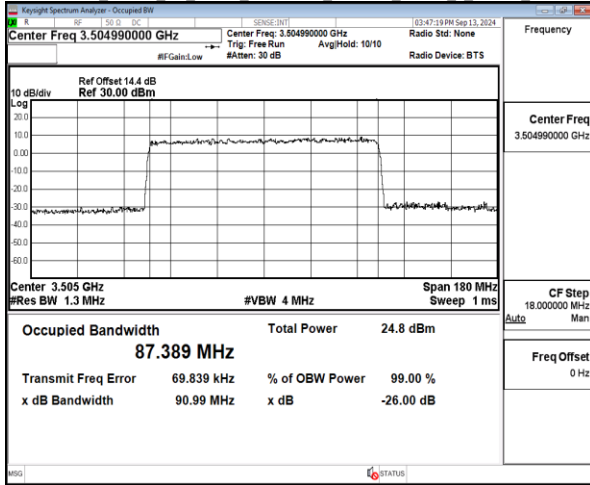 Keysight Spectrum Analyzer - Occupied BW
R RF 50 Ω DC SENSE:INT 03:47:19 PM Sep 13, 2024
Center Freq 3.504990000 GHz
Center Freq: 3.504990000 GHz
Radio Std: None
Trig: Free Run Avg|Hold: 10/10
#IFGain:Low
#Atten: 30 dB
Radio Device: BTS
Frequency
Ref Offset 14.4 dB
10 dB/div Ref 30.00 dBm
Log
20.0
10.0
0.00
-10.0
-20.0
-30.0
-40.0
-50.0
-60.0
Center 3.505 GHz
Span 180 MHz
#Res BW 1.3 MHz
#VBW 4 MHz
Sweep 1 ms
Occupied Bandwidth
87.389 MHz
Total Power 24.8 dBm
Transmit Freq Error 69.839 kHz
% of OBW Power 99.00 %
x dB Bandwidth 90.99 MHz
x dB -26.00 dB
Center Freq
3.504990000 GHz
CF Step
18.000000 MHz
Auto Man
Freq Offset
0 Hz
MSG
STATUS